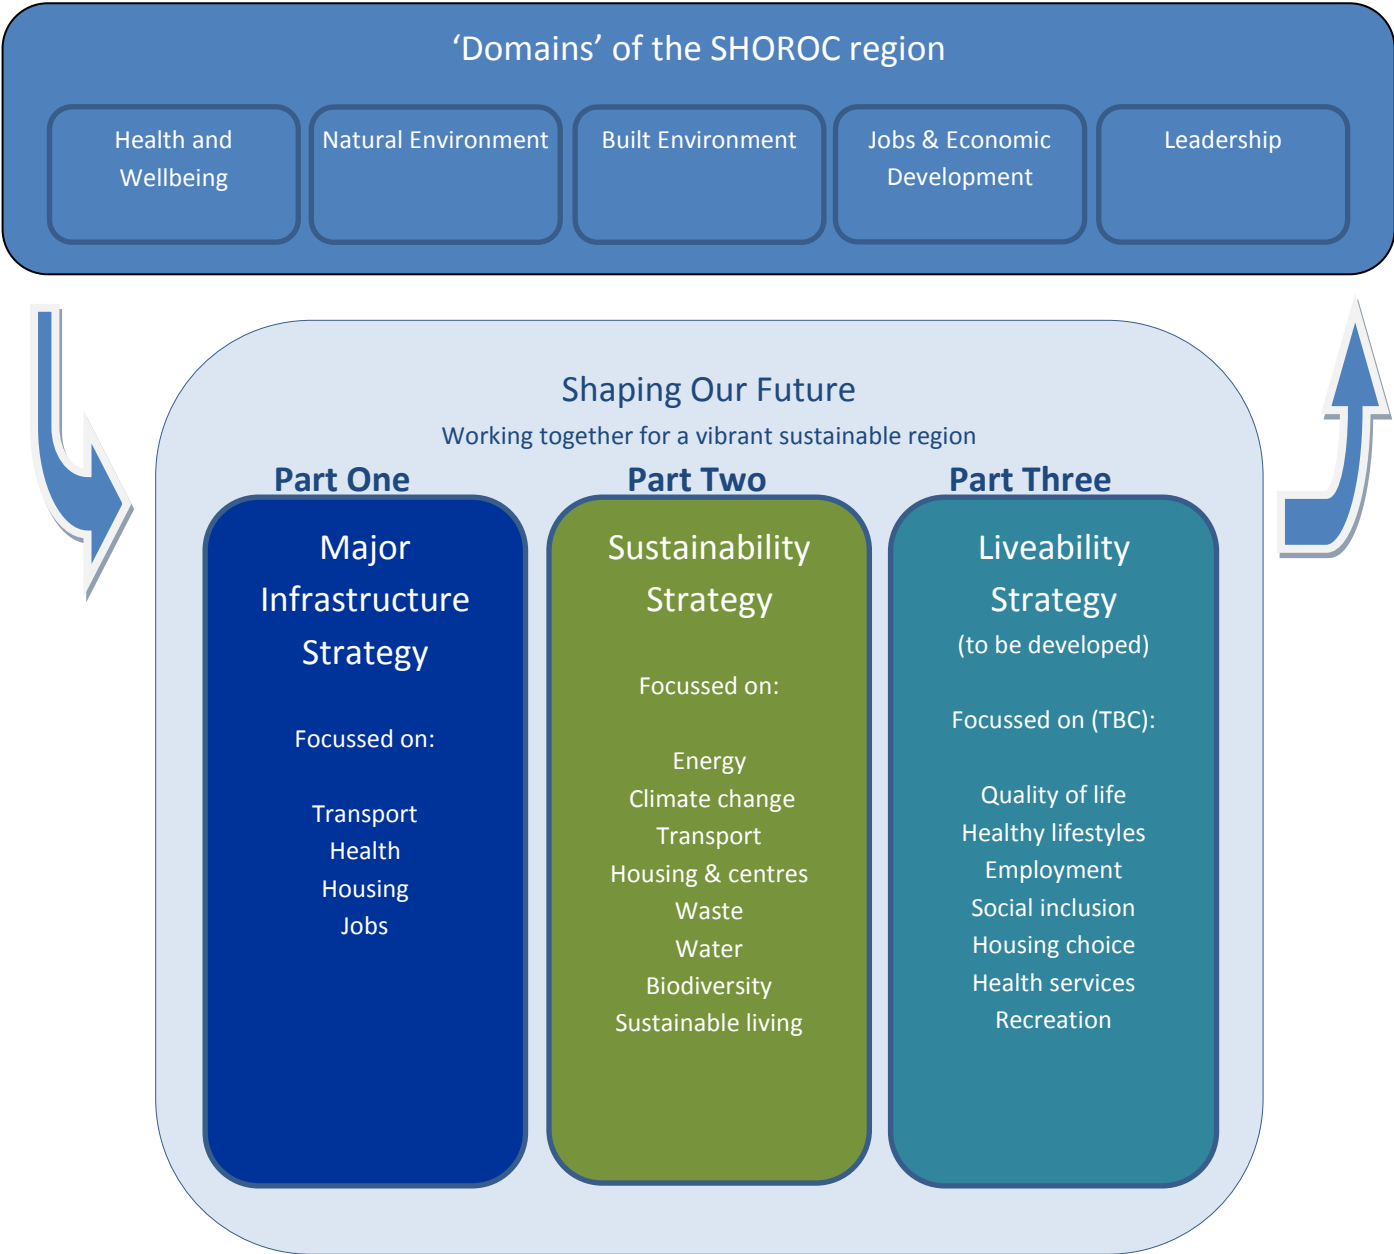 ‘Domains’ of the SHOROC region
Health and
Wellbeing
Natural Environment
Built Environment
Jobs & Economic
Development
Leadership
Shaping Our Future
Working together for a vibrant sustainable region
Part One
Major
Infrastructure
Strategy
Focussed on:
Transport
Health
Housing
Jobs
Part Two
Sustainability
Strategy
Focussed on:
Energy
Climate change
Transport
Housing & centres
Waste
Water
Biodiversity
Sustainable living
Part Three
Liveability
Strategy
(to be developed)
Focussed on (TBC):
Quality of life
Healthy lifestyles
Employment
Social inclusion
Housing choice
Health services
Recreation